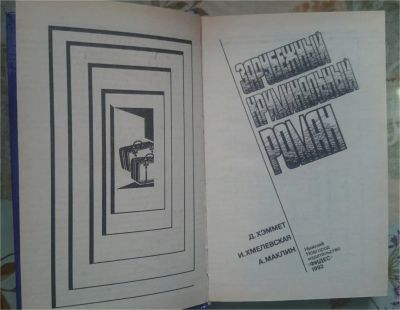 ЗАРУБЕЖНЫЙ
КРИМИНАЛЬНЫЙ
РОМАН
Д. ХЭММЕТ
И. ХМЕЛЕВСКАЯ
А. МАКЛИН
Нижний
Новгород
издательство
«ФИДЕС»
1992